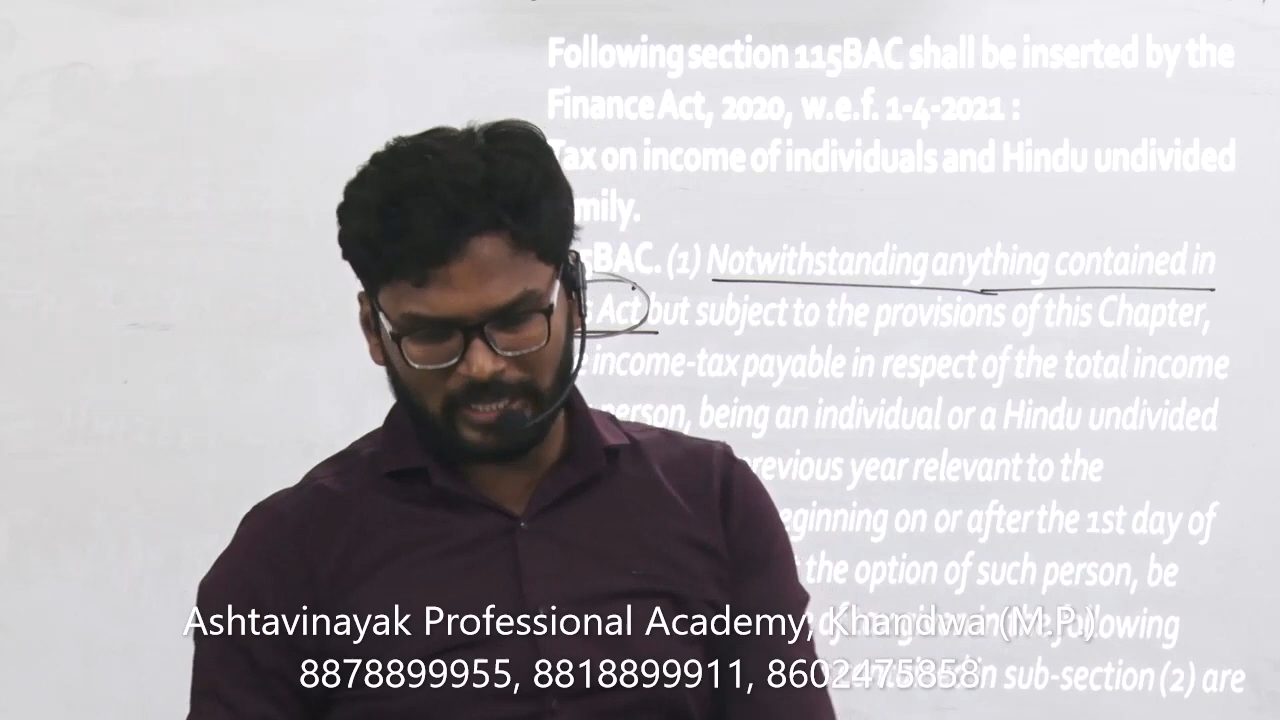 Following section 115BAC shall be inserted by the
Finance Act, 2020, w.e.f. 1-4-2021 :
Tax on income of individuals and Hindu undivided
mily.
5BAC. (1) Notwithstanding anything contained in
s Act but subject to the provisions of this Chapter,
e income-tax payable in respect of the total income
person, being an individual or a Hindu undivided
previous year relevant to the
eginning on or after the 1st day of
the option of such person, be
following
in sub-section (2) are
Ashtavinayak Professional Academy, Khandwa (M.P.)
8878899955, 8818899911, 8602475858